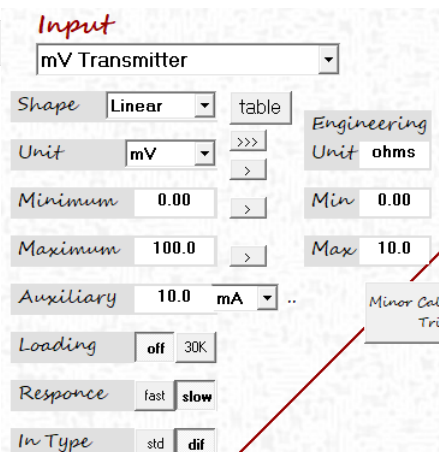 Input
mV Transmitter
Shape Linear table
Engineering
Unit mV >>> Unit ohms
>
Minimum 0.00 > Min 0.00
Maximum 100.0 > Max 10.0
Auxiliary 10.0 mA ..
Minor
Loading off 30K
Responce fast slow
In Type std dif